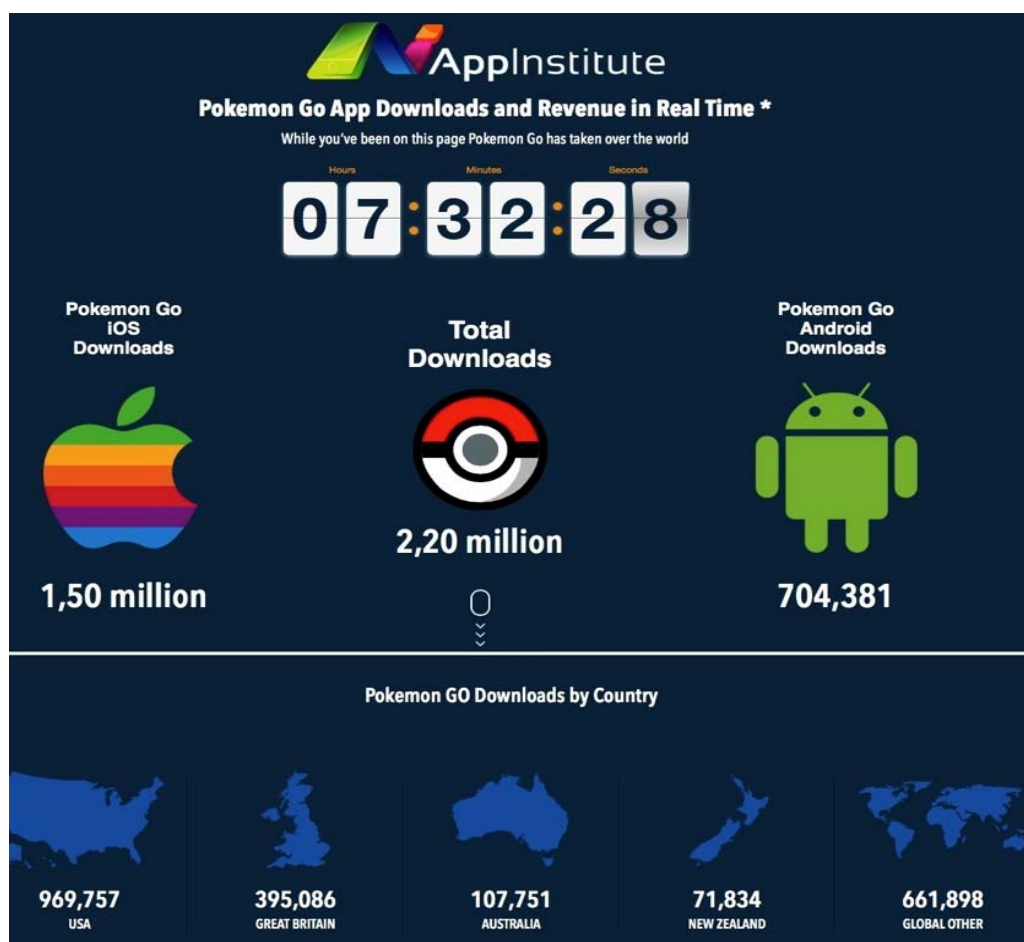 AppInstitute
Pokemon Go App Downloads and Revenue in Real Time *
While you've been on this page Pokemon Go has taken over the world
Hours Minutes Seconds
07:32:28
Pokemon Go
iOS
Downloads
1,50 million
Total
Downloads
2,20 million
Pokemon Go
Android
Downloads
704,381
Pokemon GO Downloads by Country
969,757
USA
395,086
GREAT BRITAIN
107,751
AUSTRALIA
71,834
NEW ZEALAND
661,898
GLOBAL OTHER